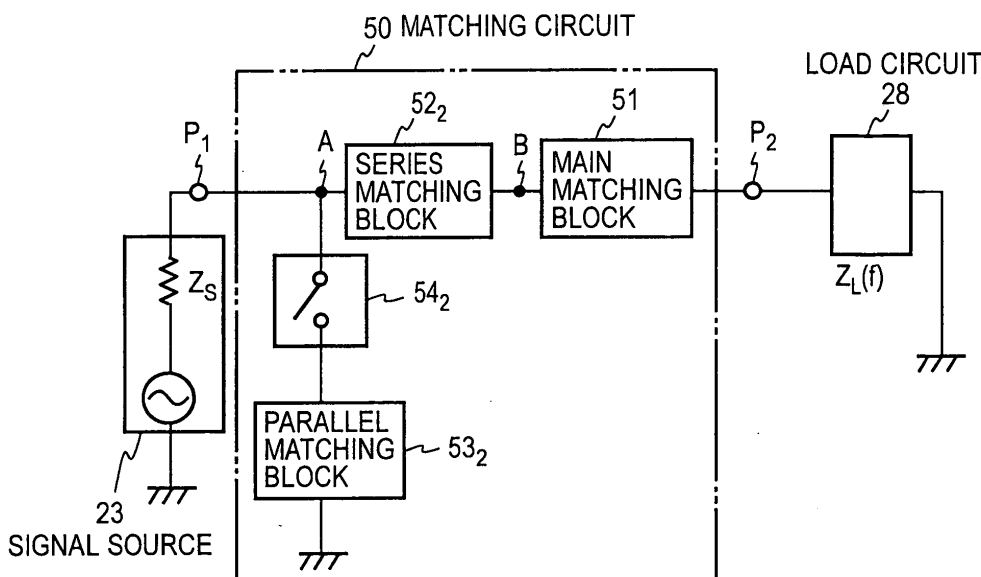 50 MATCHING CIRCUIT
LOAD CIRCUIT
28
P₁
A
52₂
B
51
P₂
SERIES
MATCHING
BLOCK
MAIN
MATCHING
BLOCK
Z_S
54₂
Z_L(f)
PARALLEL
MATCHING
BLOCK
53₂
23
SIGNAL SOURCE